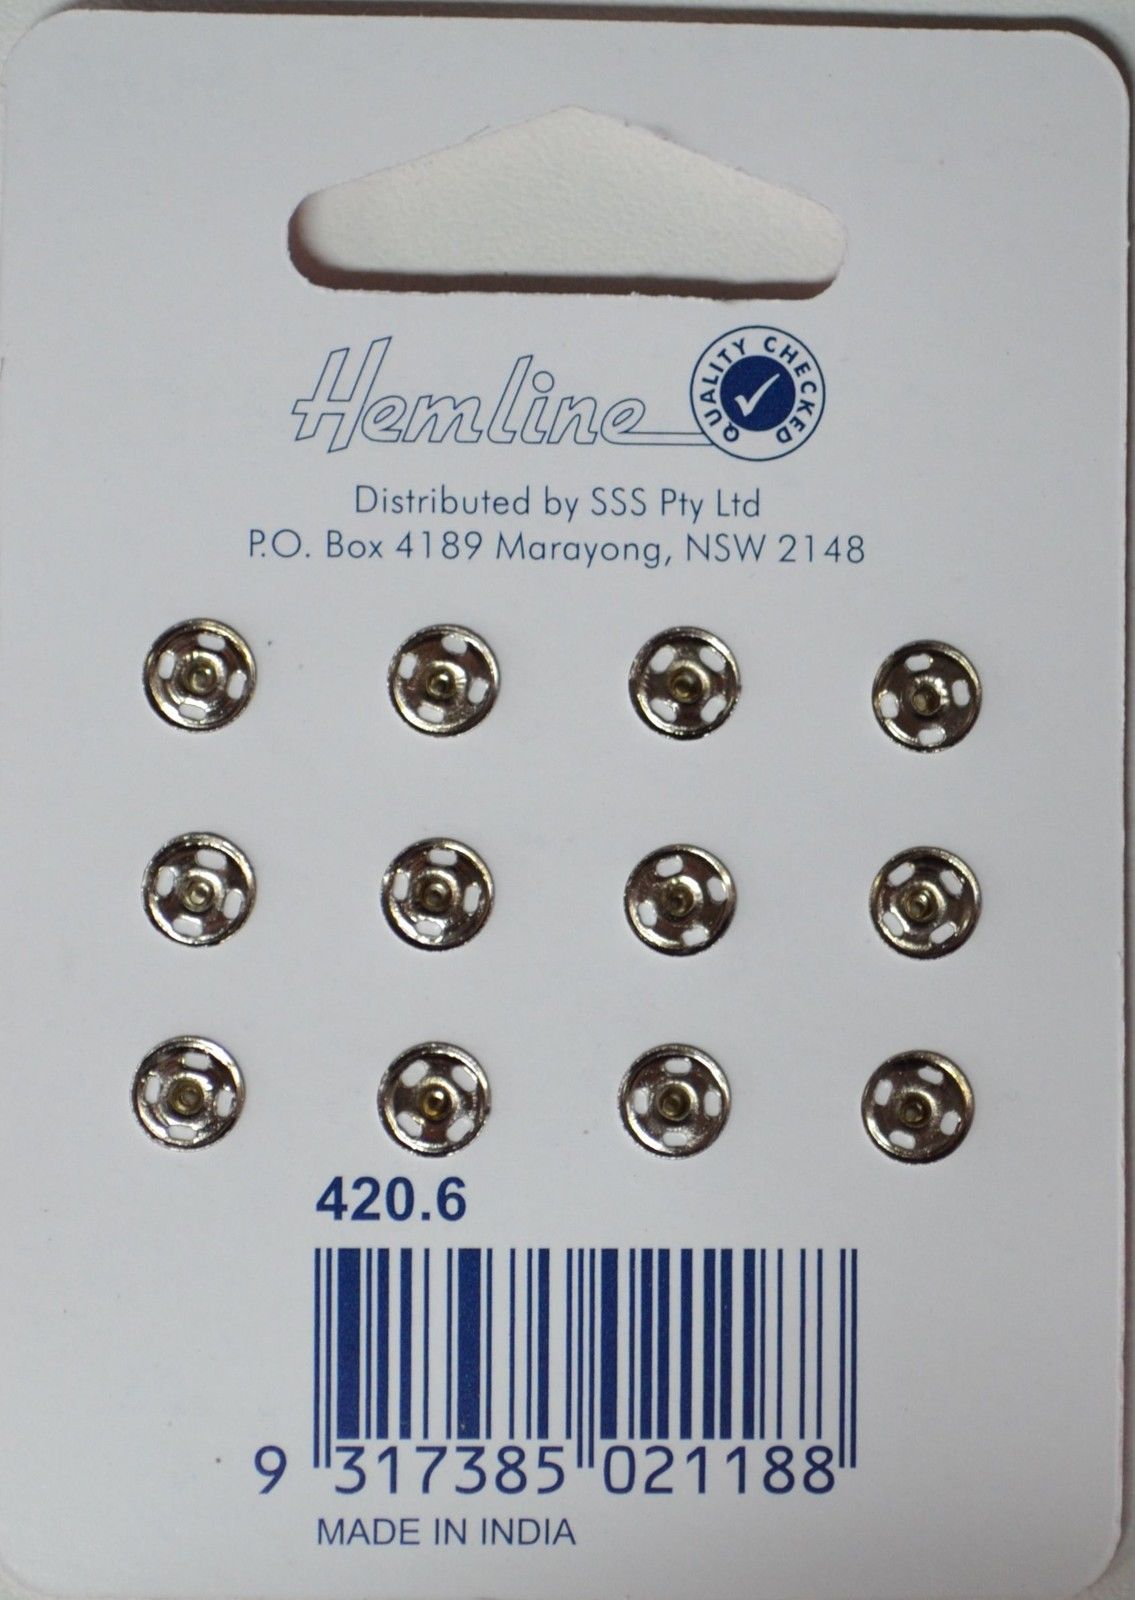 Hemline
QUALITY CHECKED
Distributed by SSS Pty Ltd
P.O. Box 4189 Marayong, NSW 2148
420.6
9 317385 021188
MADE IN INDIA